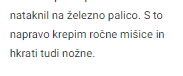 nataknil na železno palico. S to
napravo krepim ročne mišice in
hkrati tudi nožne.